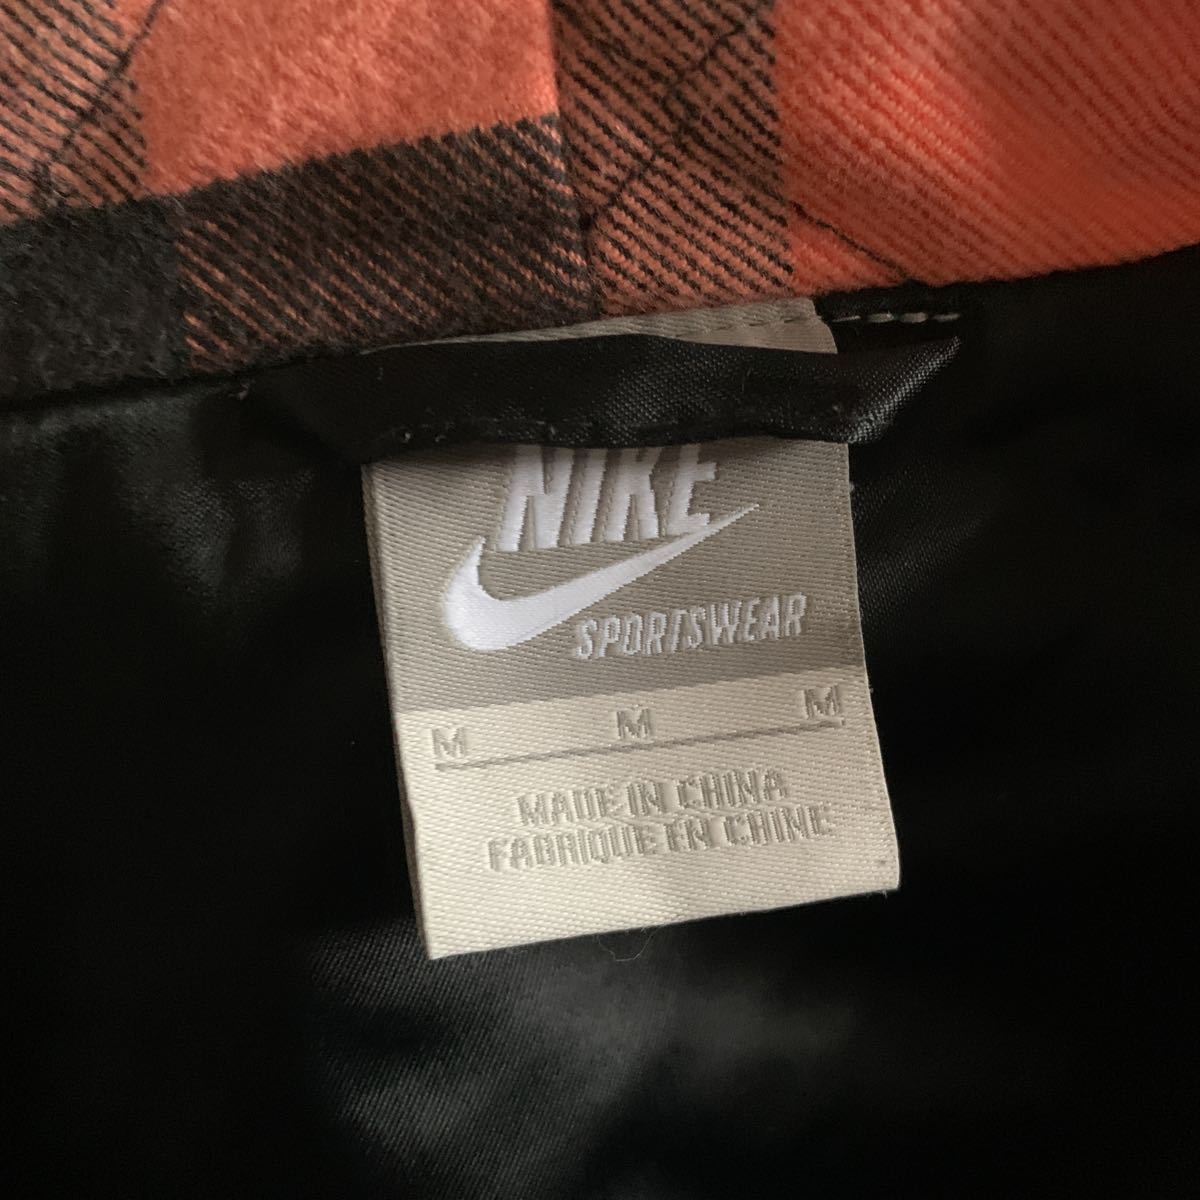 NIKE
SPORTSWEAR
M M M
MADE IN CHINA
FABRIQUE EN CHINE